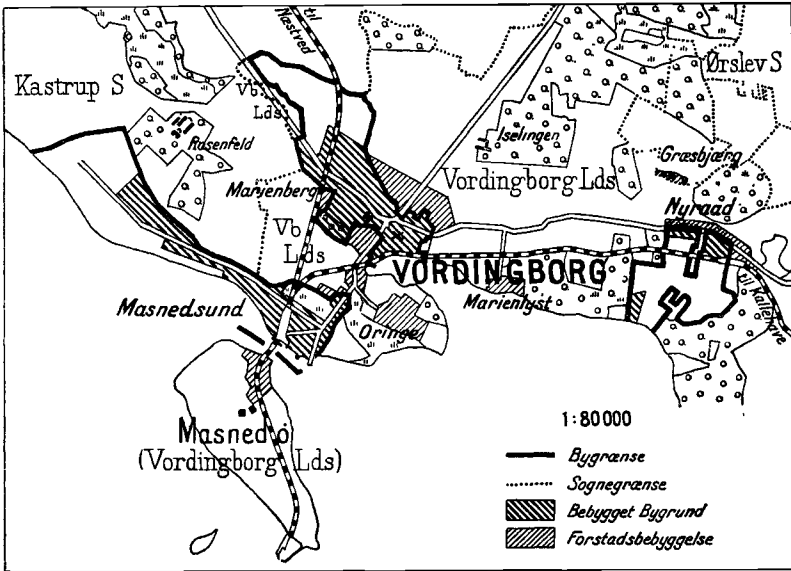 til
Næstved
Kastrup S
Ørslev S
Vb
Lds
Rosenfeld
Iselingen
Græsbjærg
Marienberg
Vordingborg Lds
Nyraad
Vb
Lds
VORDINGBORG
Masnedsund
Marienlyst
til Kallehave
Oringe
Masnedø
(Vordingborg Lds)
1:80000
Bygrænse
Sognegrænse
Bebygget Bygrund
Forstadsbebyggelse